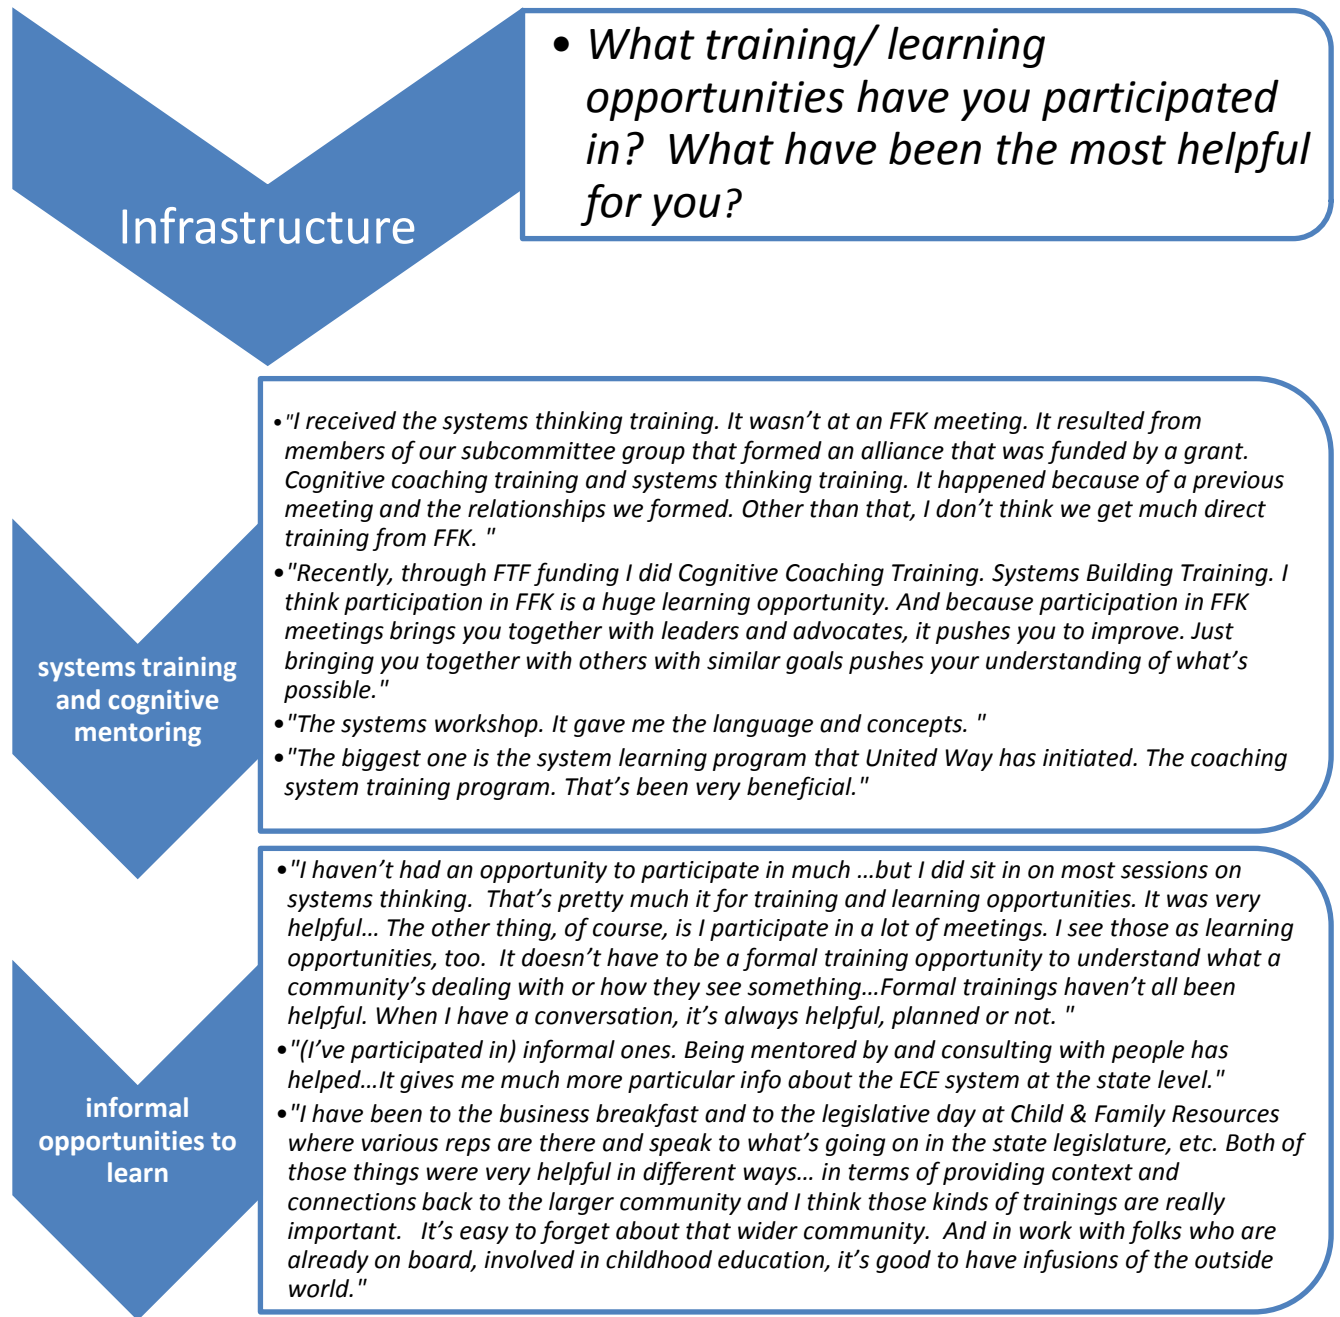 Infrastructure
• What training/ learning
opportunities have you participated
in?  What have been the most helpful
for you?
systems training
and cognitive
mentoring
•"I received the systems thinking training. It wasn’t at an FFK meeting. It resulted from
members of our subcommittee group that formed an alliance that was funded by a grant.
Cognitive coaching training and systems thinking training. It happened because of a previous
meeting and the relationships we formed. Other than that, I don’t think we get much direct
training from FFK. "
•"Recently, through FTF funding I did Cognitive Coaching Training. Systems Building Training. I
think participation in FFK is a huge learning opportunity. And because participation in FFK
meetings brings you together with leaders and advocates, it pushes you to improve. Just
bringing you together with others with similar goals pushes your understanding of what’s
possible."
•"The systems workshop. It gave me the language and concepts. "
•"The biggest one is the system learning program that United Way has initiated. The coaching
system training program. That’s been very beneficial."
informal
opportunities to
learn
•"I haven’t had an opportunity to participate in much …but I did sit in on most sessions on
systems thinking.  That’s pretty much it for training and learning opportunities. It was very
helpful… The other thing, of course, is I participate in a lot of meetings. I see those as learning
opportunities, too.  It doesn’t have to be a formal training opportunity to understand what a
community’s dealing with or how they see something…Formal trainings haven’t all been
helpful. When I have a conversation, it’s always helpful, planned or not. "
•"(I’ve participated in) informal ones. Being mentored by and consulting with people has
helped…It gives me much more particular info about the ECE system at the state level."
•"I have been to the business breakfast and to the legislative day at Child & Family Resources
where various reps are there and speak to what’s going on in the state legislature, etc. Both of
those things were very helpful in different ways… in terms of providing context and
connections back to the larger community and I think those kinds of trainings are really
important.   It’s easy to forget about that wider community.  And in work with folks who are
already on board, involved in childhood education, it’s good to have infusions of the outside
world."